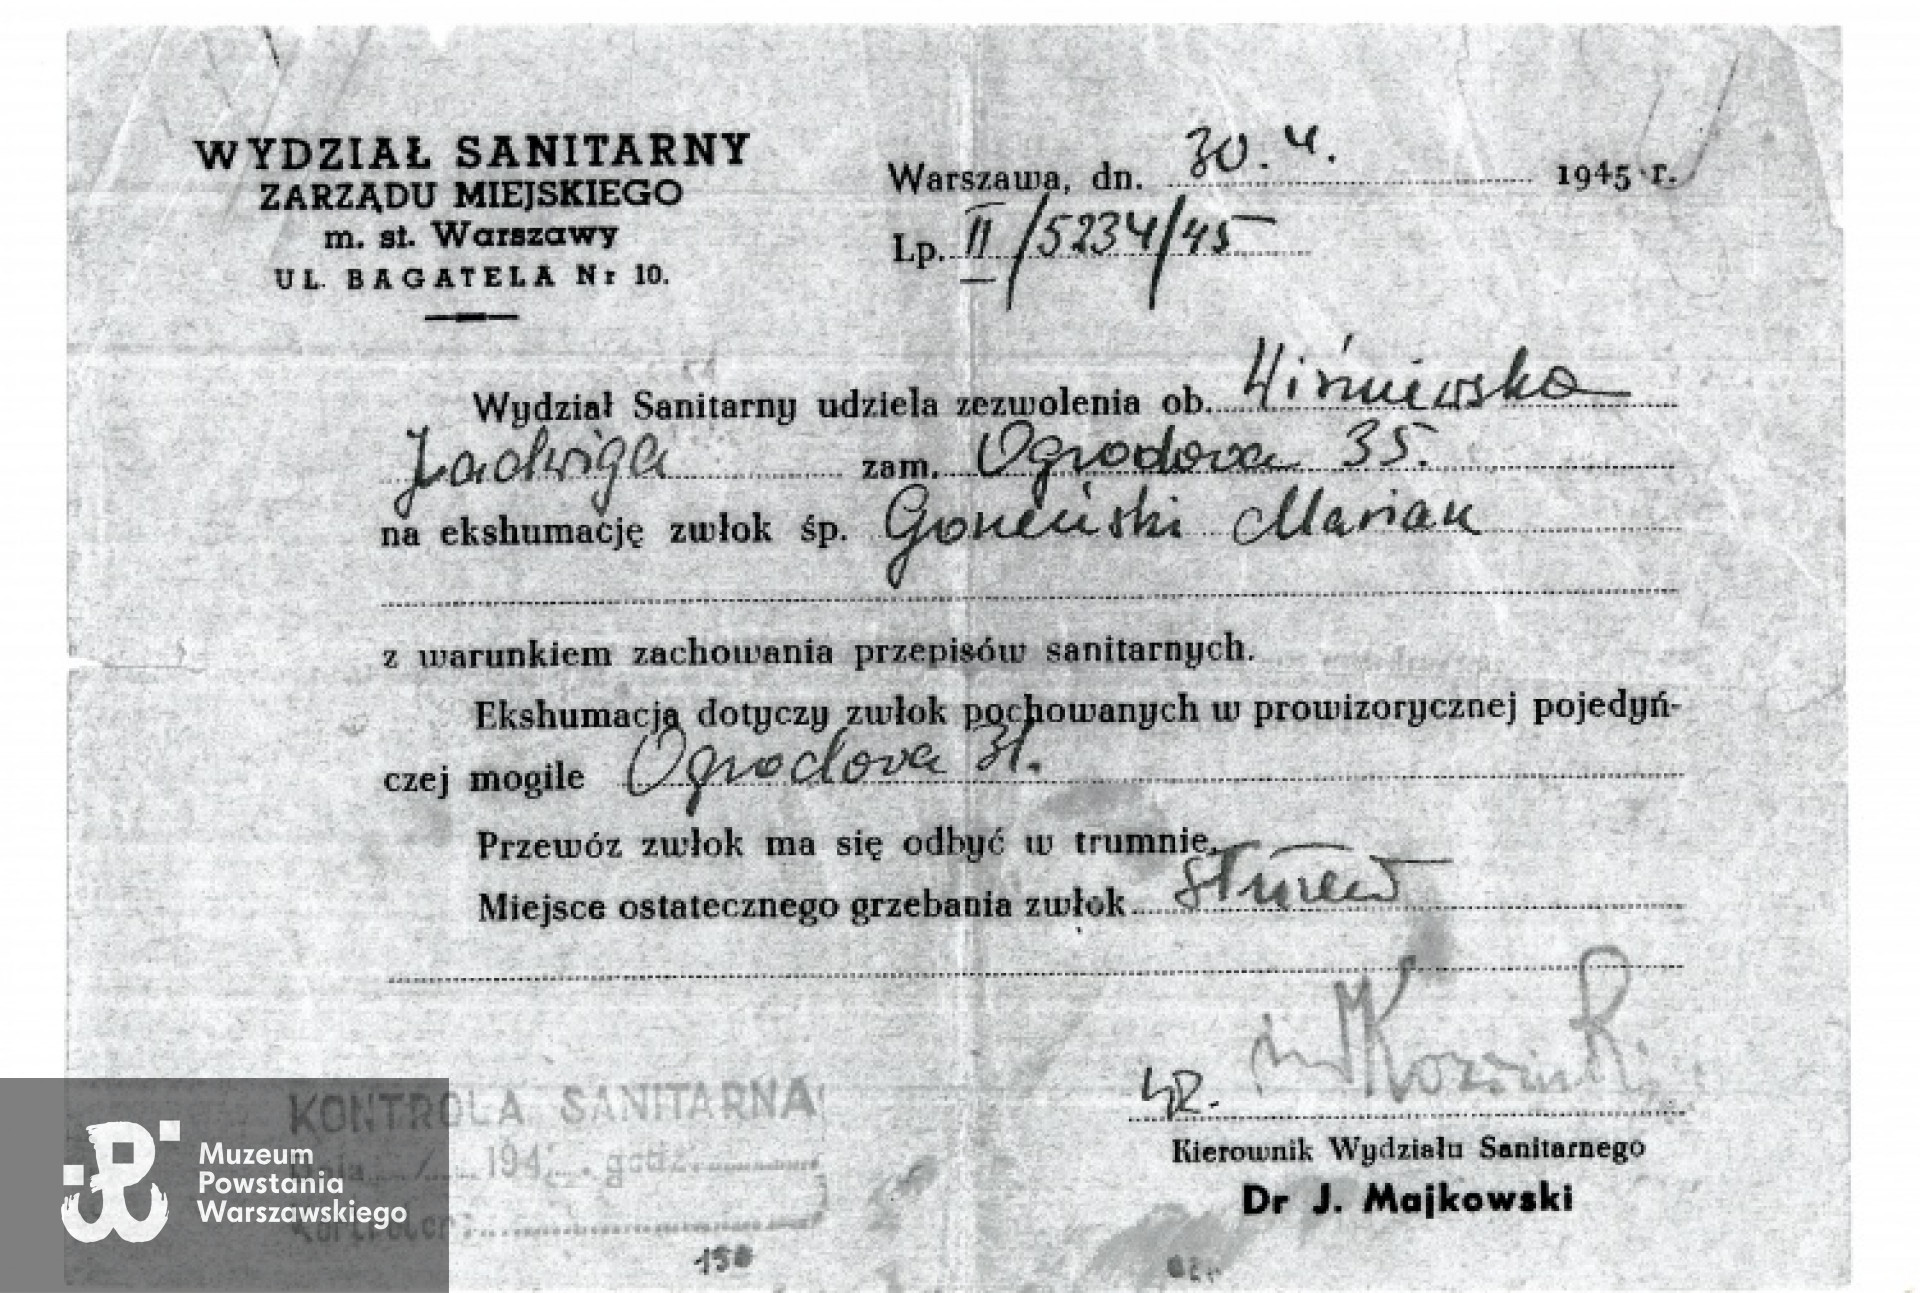 WYDZIAŁ SANITARNY
ZARZĄDU MIEJSKIEGO
m. st. Warszawy
UL. BAGATELA Nr 10.
Warszawa, dn. 30. 4. 1945 r.
Lp. II/5234/45
Wydział Sanitarny udziela zezwolenia ob. Wiśniewska
Jadwiga zam. Ogrodowa 35.
na ekshumację zwłok śp. Marian
z warunkiem zachowania przepisów sanitarnych.
Ekshumacja dotyczy zwłok pochowanych w prowizorycznej pojedyń-
czej mogile Ogrodowa 31.
Przewóz zwłok ma się odbyć w trumnie.
Miejsce ostatecznego grzebania zwłok
Kierownik Wydziału Sanitarnego
Dr J. Majkowski
KONTROLA SANITARNA
194 godz.
Muzeum
Powstania
Warszawskiego